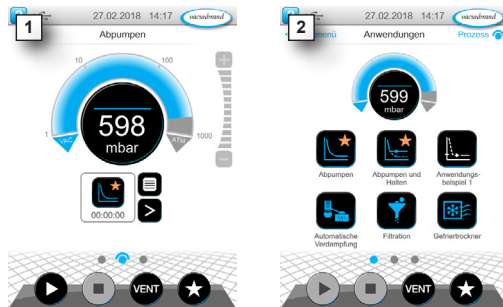 1
27.02.2018 14:17
vacuubrand
Abpumpen
10
100
1
1000
VAC
ATM
598
mbar
00:00:00
VENT
2
27.02.2018 14:17
vacuubrand
menü
Anwendungen
Prozess
599
mbar
Abpumpen
Abpumpen und
Halten
Anwendungs-
beispiel 1
Automatische
Verdampfung
Filtration
Gefriertrockner
VENT